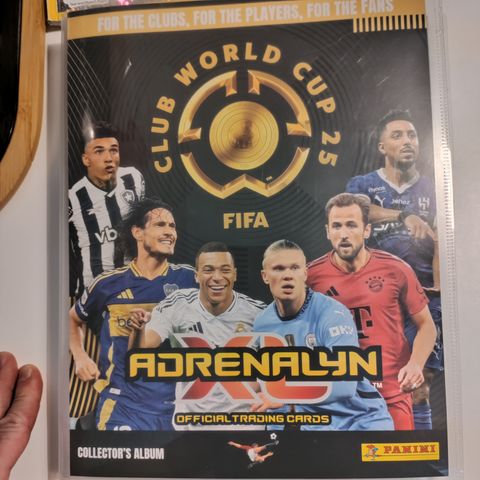 FOR THE CLUBS, FOR THE PLAYERS, FOR THE FANS
CLUB WORLD CUP 25
FIFA
ADRENALYN
XL™
OFFICIAL TRADING CARDS
COLLECTOR'S ALBUM
PANINI